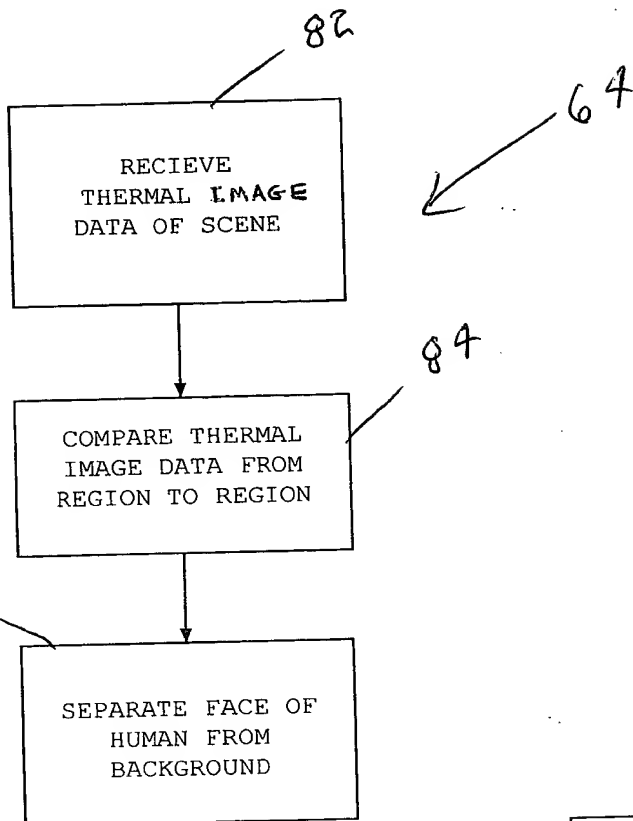 82
64
RECIEVE
THERMAL IMAGE
DATA OF SCENE
84
COMPARE THERMAL
IMAGE DATA FROM
REGION TO REGION
SEPARATE FACE OF
HUMAN FROM
BACKGROUND